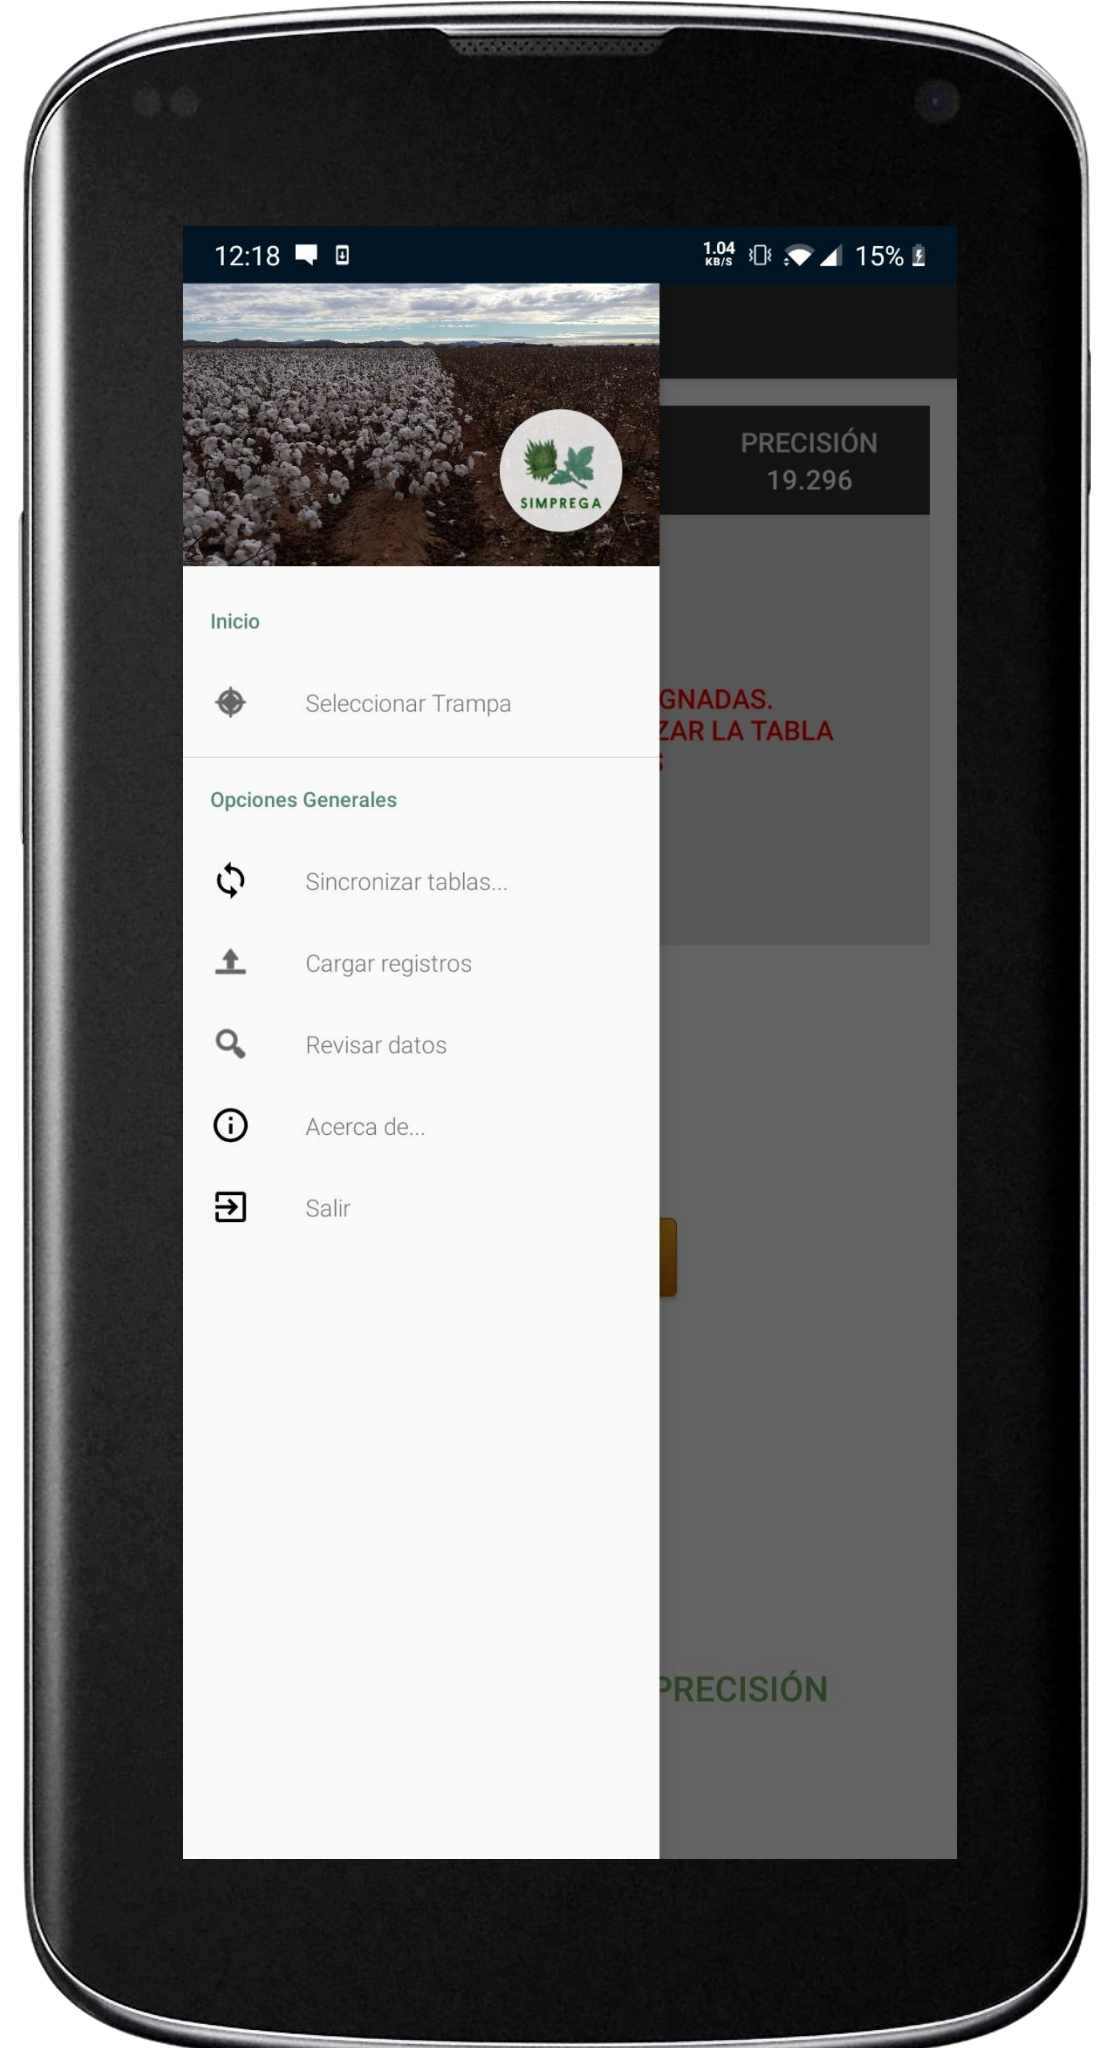 12:18
1.04
KB/S
15%
SIMPREGA
PRECISIÓN
19.296
Inicio
Seleccionar Trampa
GNADAS.
ZAR LA TABLA
Opciones Generales
Sincronizar tablas...
Cargar registros
Revisar datos
Acerca de...
Salir
PRECISIÓN